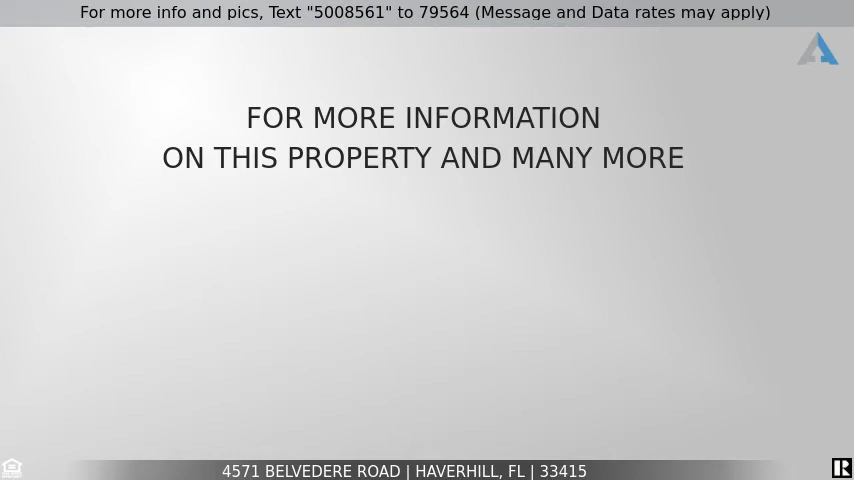 For more info and pics, Text "5008561" to 79564 (Message and Data rates may apply)
FOR MORE INFORMATION
ON THIS PROPERTY AND MANY MORE
4571 BELVEDERE ROAD | HAVERHILL, FL | 33415